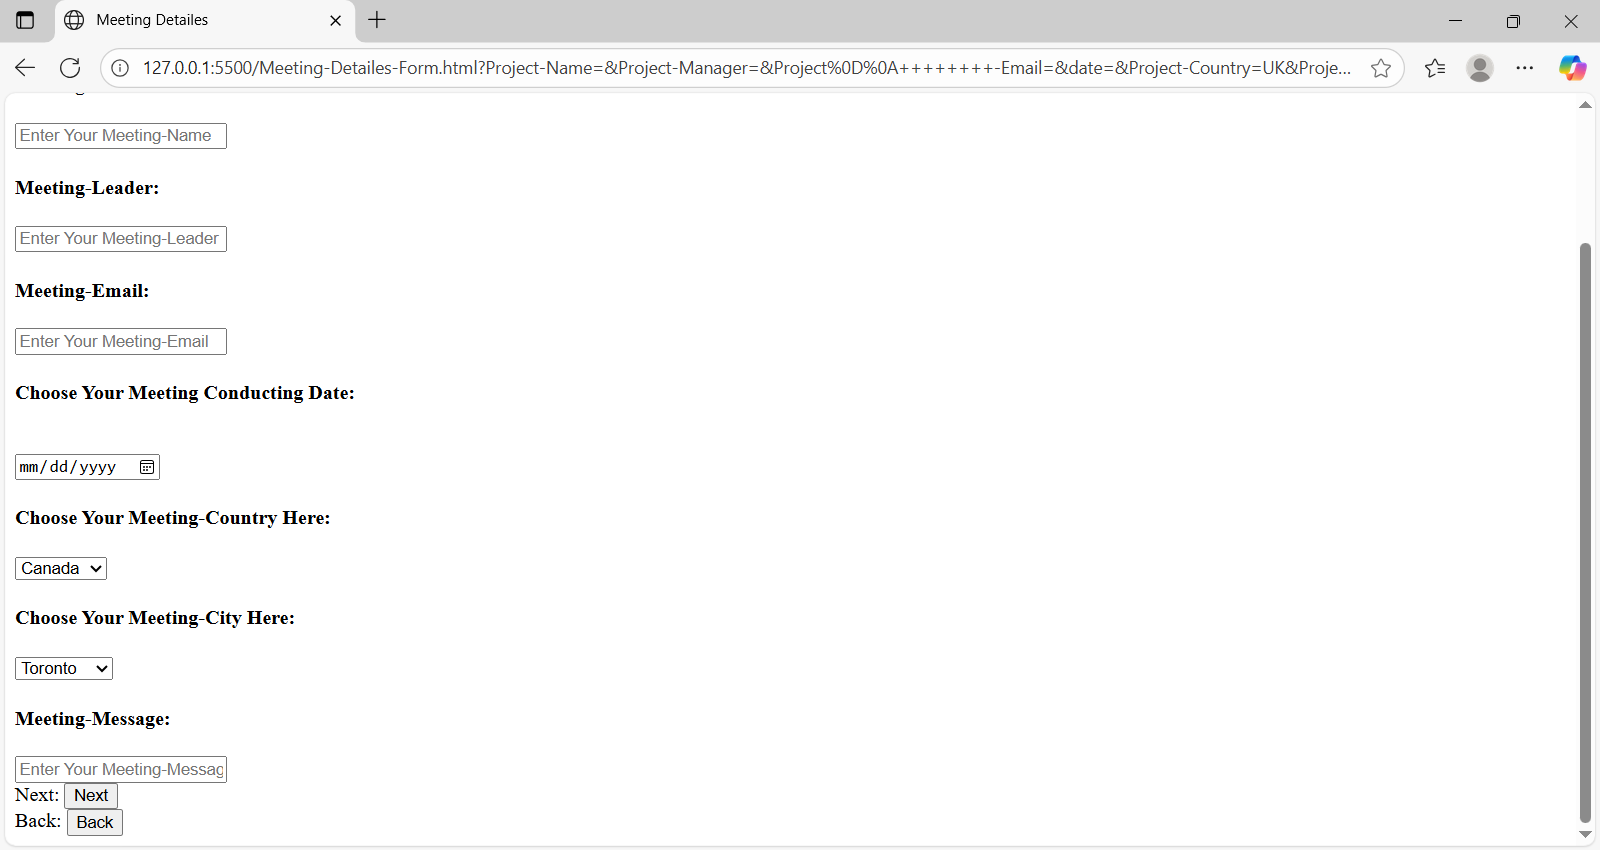 Meeting Detailes
127.0.0.1:5500/Meeting-Detailes-Form.html?Project-Name=&Project-Manager=&Project%0D%0A++++++++-Email=&date=&Project-Country=UK&Proje...
Enter Your Meeting-Name
Meeting-Leader:
Enter Your Meeting-Leader
Meeting-Email:
Enter Your Meeting-Email
Choose Your Meeting Conducting Date:
mm/dd/yyyy
Choose Your Meeting-Country Here:
Canada
Choose Your Meeting-City Here:
Toronto
Meeting-Message:
Enter Your Meeting-Messag
Next: Next
Back: Back